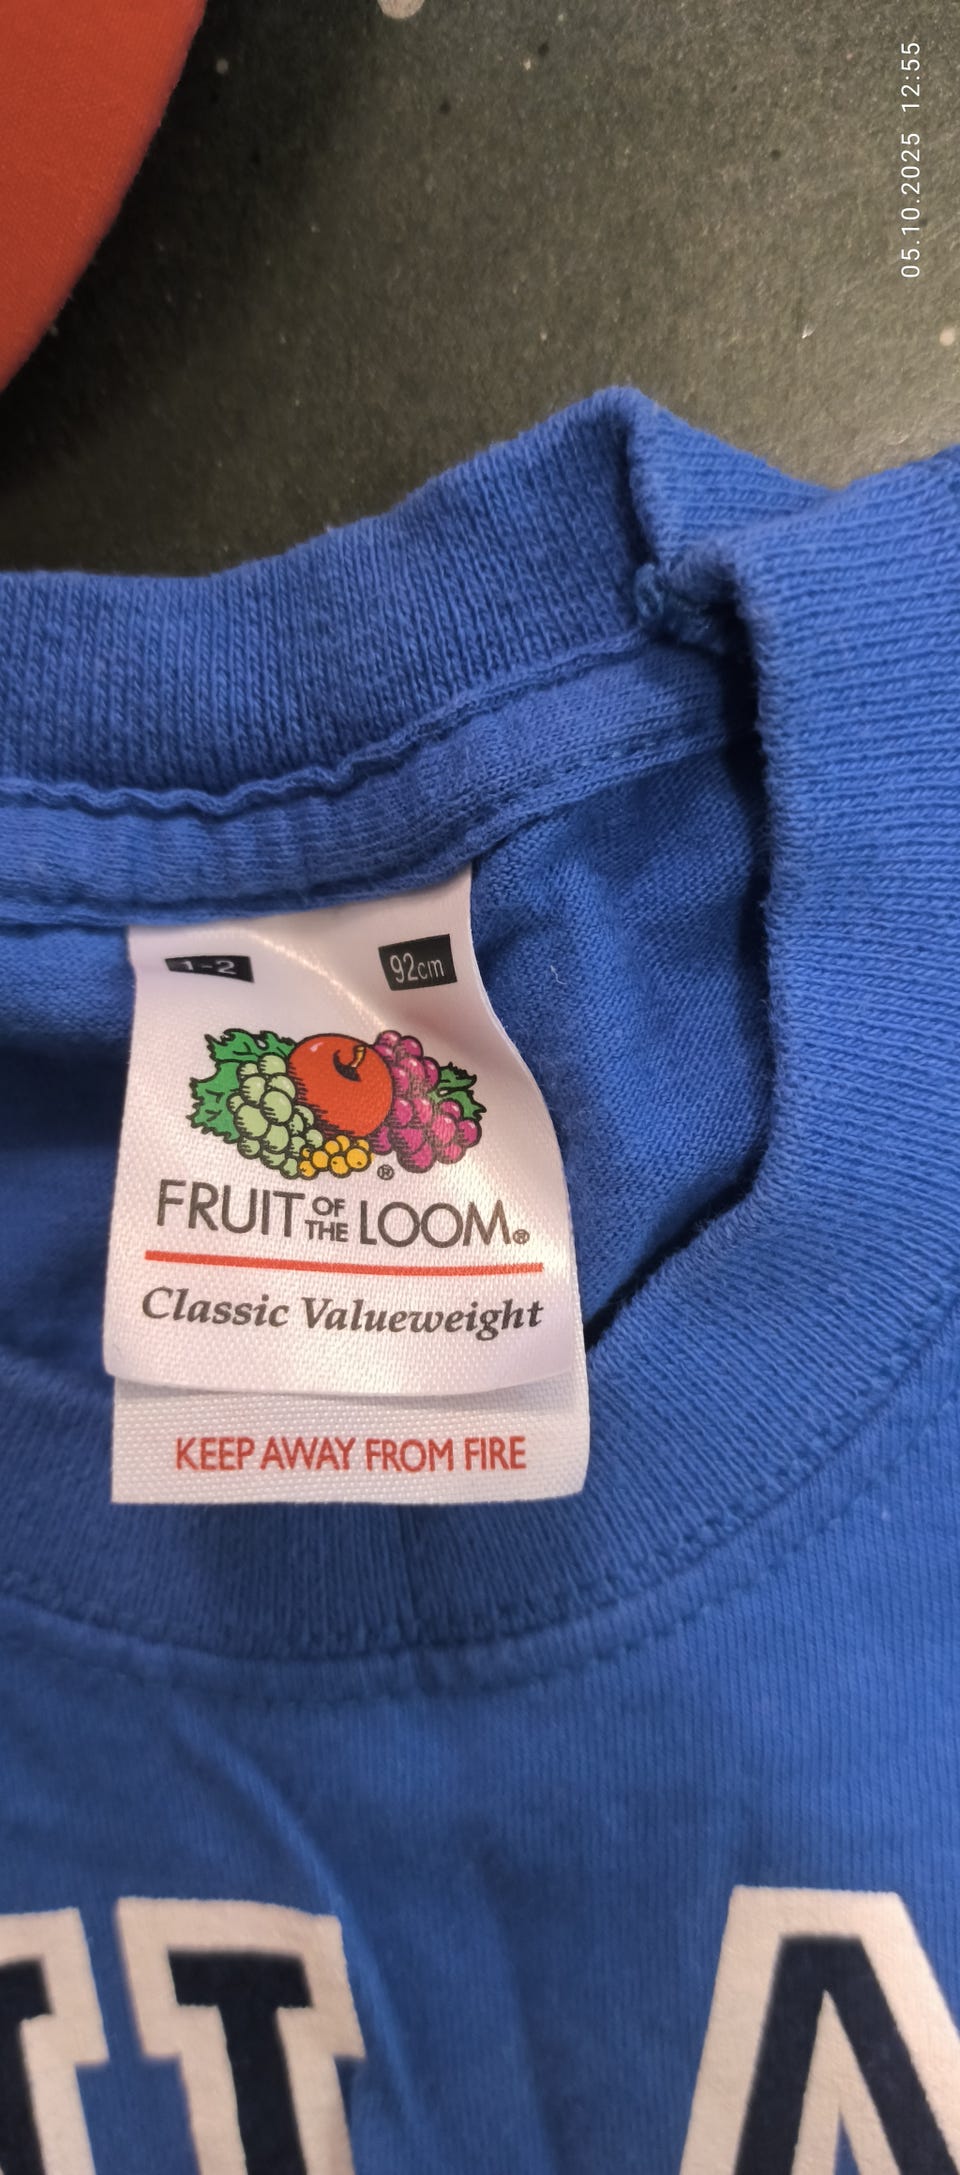 05.10.2025 12:55
1-2
92cm
®
FRUIT OF THE LOOM®
Classic Valueweight
KEEP AWAY FROM FIRE
A